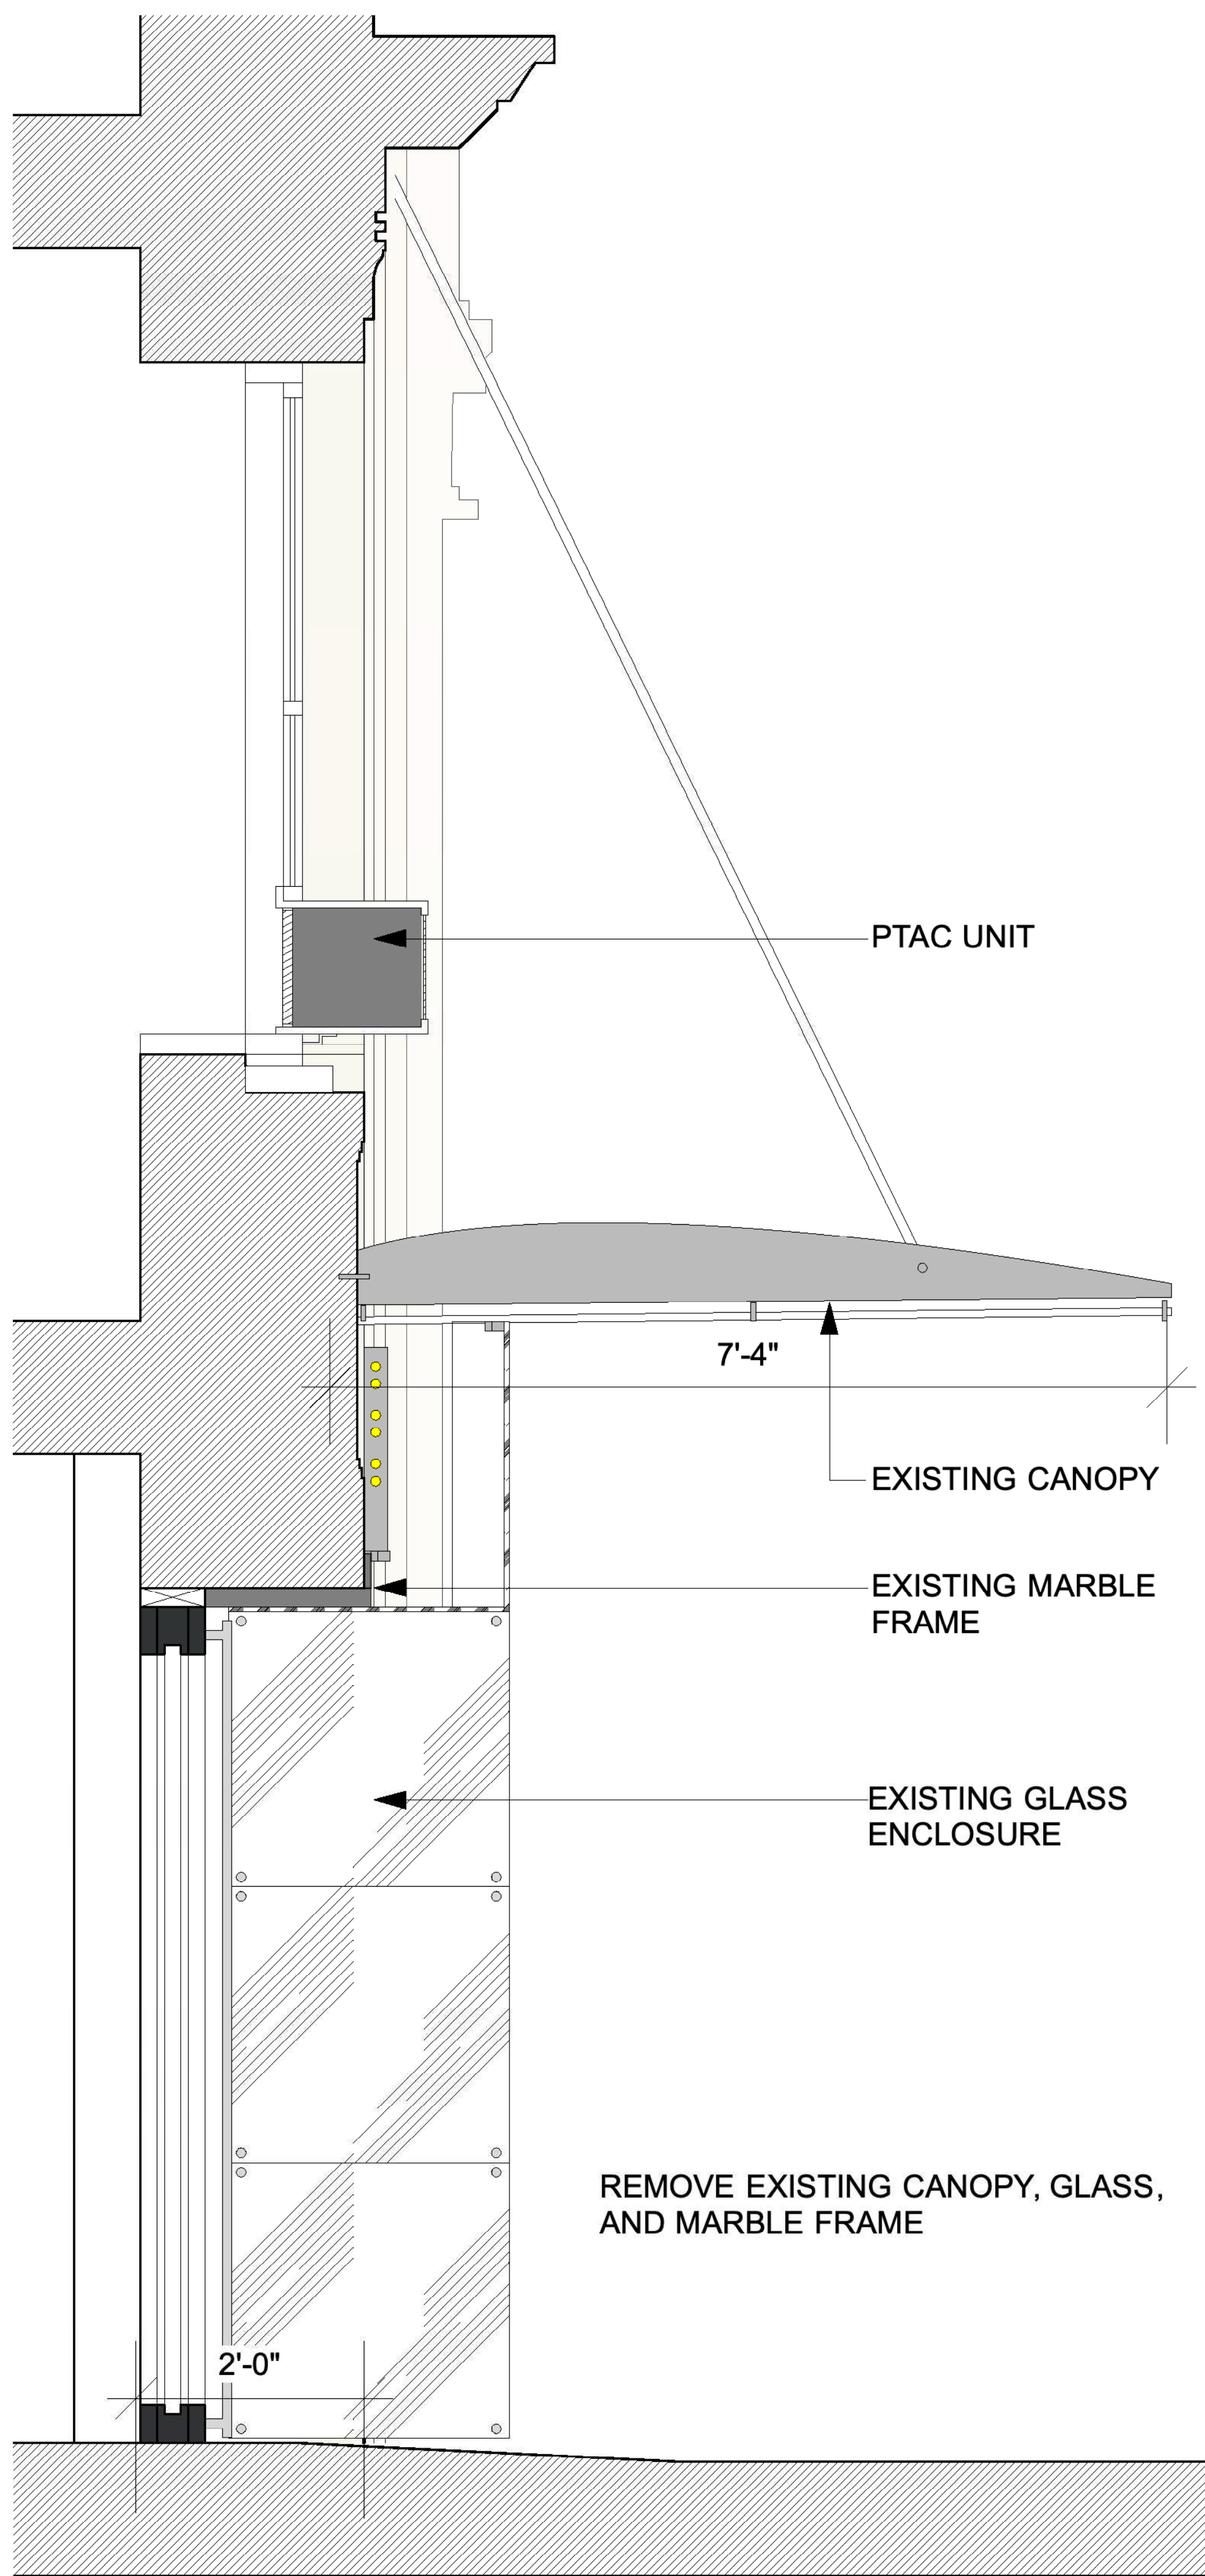 PTAC UNIT
7'-4"
EXISTING CANOPY
EXISTING MARBLE
FRAME
EXISTING GLASS
ENCLOSURE
REMOVE EXISTING CANOPY, GLASS,
AND MARBLE FRAME
2'-0"